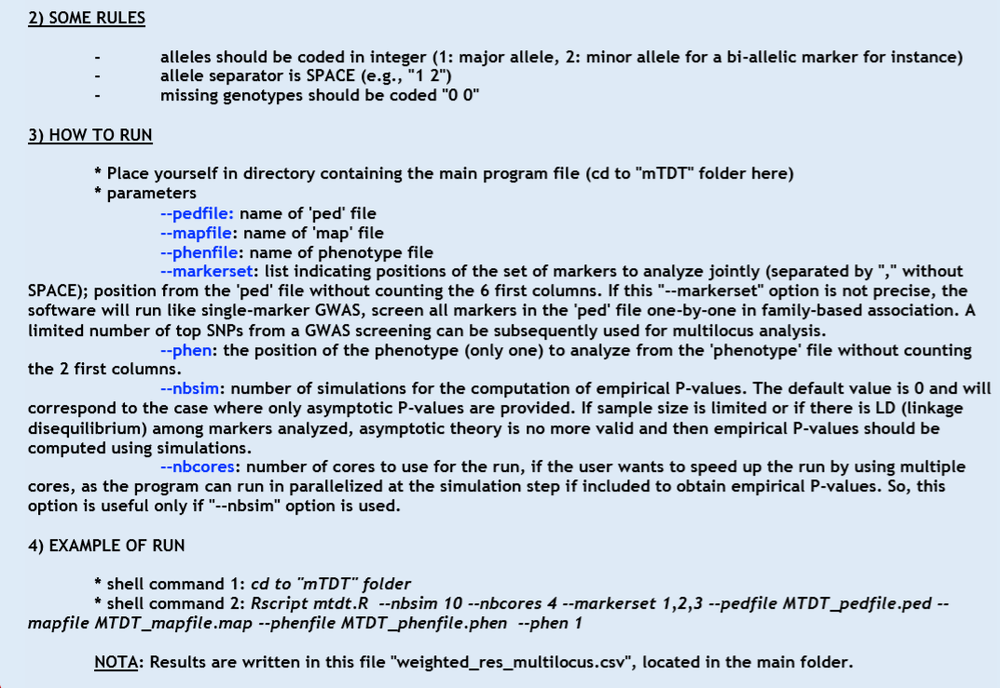 2) SOME RULES
- alleles should be coded in integer (1: major allele, 2: minor allele for a bi-allelic marker for instance)
- allele separator is SPACE (e.g., "1 2")
- missing genotypes should be coded "0 0"
3) HOW TO RUN
* Place yourself in directory containing the main program file (cd to "mTDT" folder here)
* parameters
--pedfile: name of 'ped' file
--mapfile: name of 'map' file
--phenfile: name of phenotype file
--markerset: list indicating positions of the set of markers to analyze jointly (separated by "," without
SPACE); position from the 'ped' file without counting the 6 first columns. If this "--markerset" option is not precise, the
software will run like single-marker GWAS, screen all markers in the 'ped' file one-by-one in family-based association. A
limited number of top SNPs from a GWAS screening can be subsequently used for multilocus analysis.
--phen: the position of the phenotype (only one) to analyze from the 'phenotype' file without counting
the 2 first columns.
--nbsim: number of simulations for the computation of empirical P-values. The default value is 0 and will
correspond to the case where only asymptotic P-values are provided. If sample size is limited or if there is LD (linkage
disequilibrium) among markers analyzed, asymptotic theory is no more valid and then empirical P-values should be
computed using simulations.
--nbcores: number of cores to use for the run, if the user wants to speed up the run by using multiple
cores, as the program can run in parallelized at the simulation step if included to obtain empirical P-values. So, this
option is useful only if "--nbsim" option is used.
4) EXAMPLE OF RUN
* shell command 1: cd to "mTDT" folder
* shell command 2: Rscript mtdt.R --nbsim 10 --nbcores 4 --markerset 1,2,3 --pedfile MTDT_pedfile.ped --
mapfile MTDT_mapfile.map --phenfile MTDT_phenfile.phen --phen 1
NOTA: Results are written in this file "weighted_res_multilocus.csv", located in the main folder.